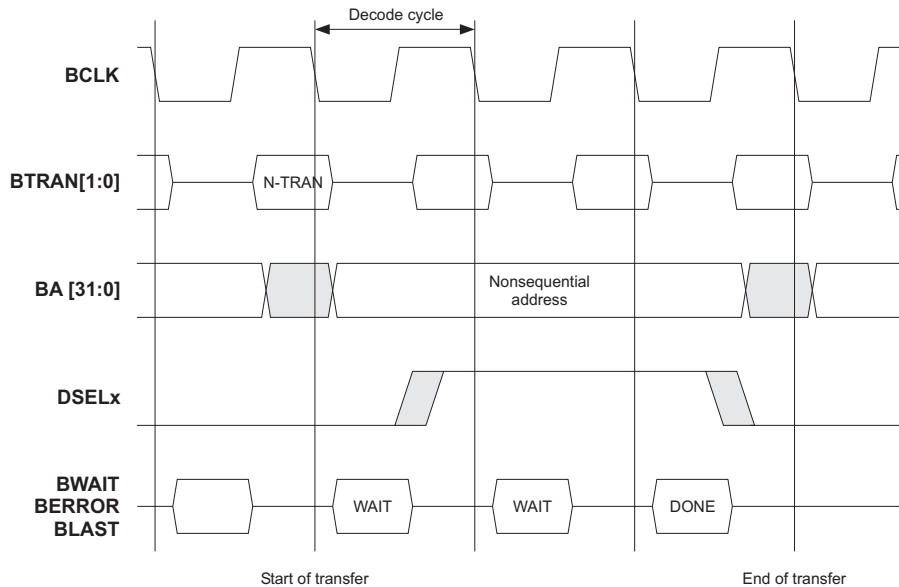 Decode cycle
BCLK
BTRAN[1:0]
N-TRAN
BA [31:0]
Nonsequential
address
DSELx
BWAIT
BERROR
BLAST
WAIT
WAIT
DONE
Start of transfer
End of transfer